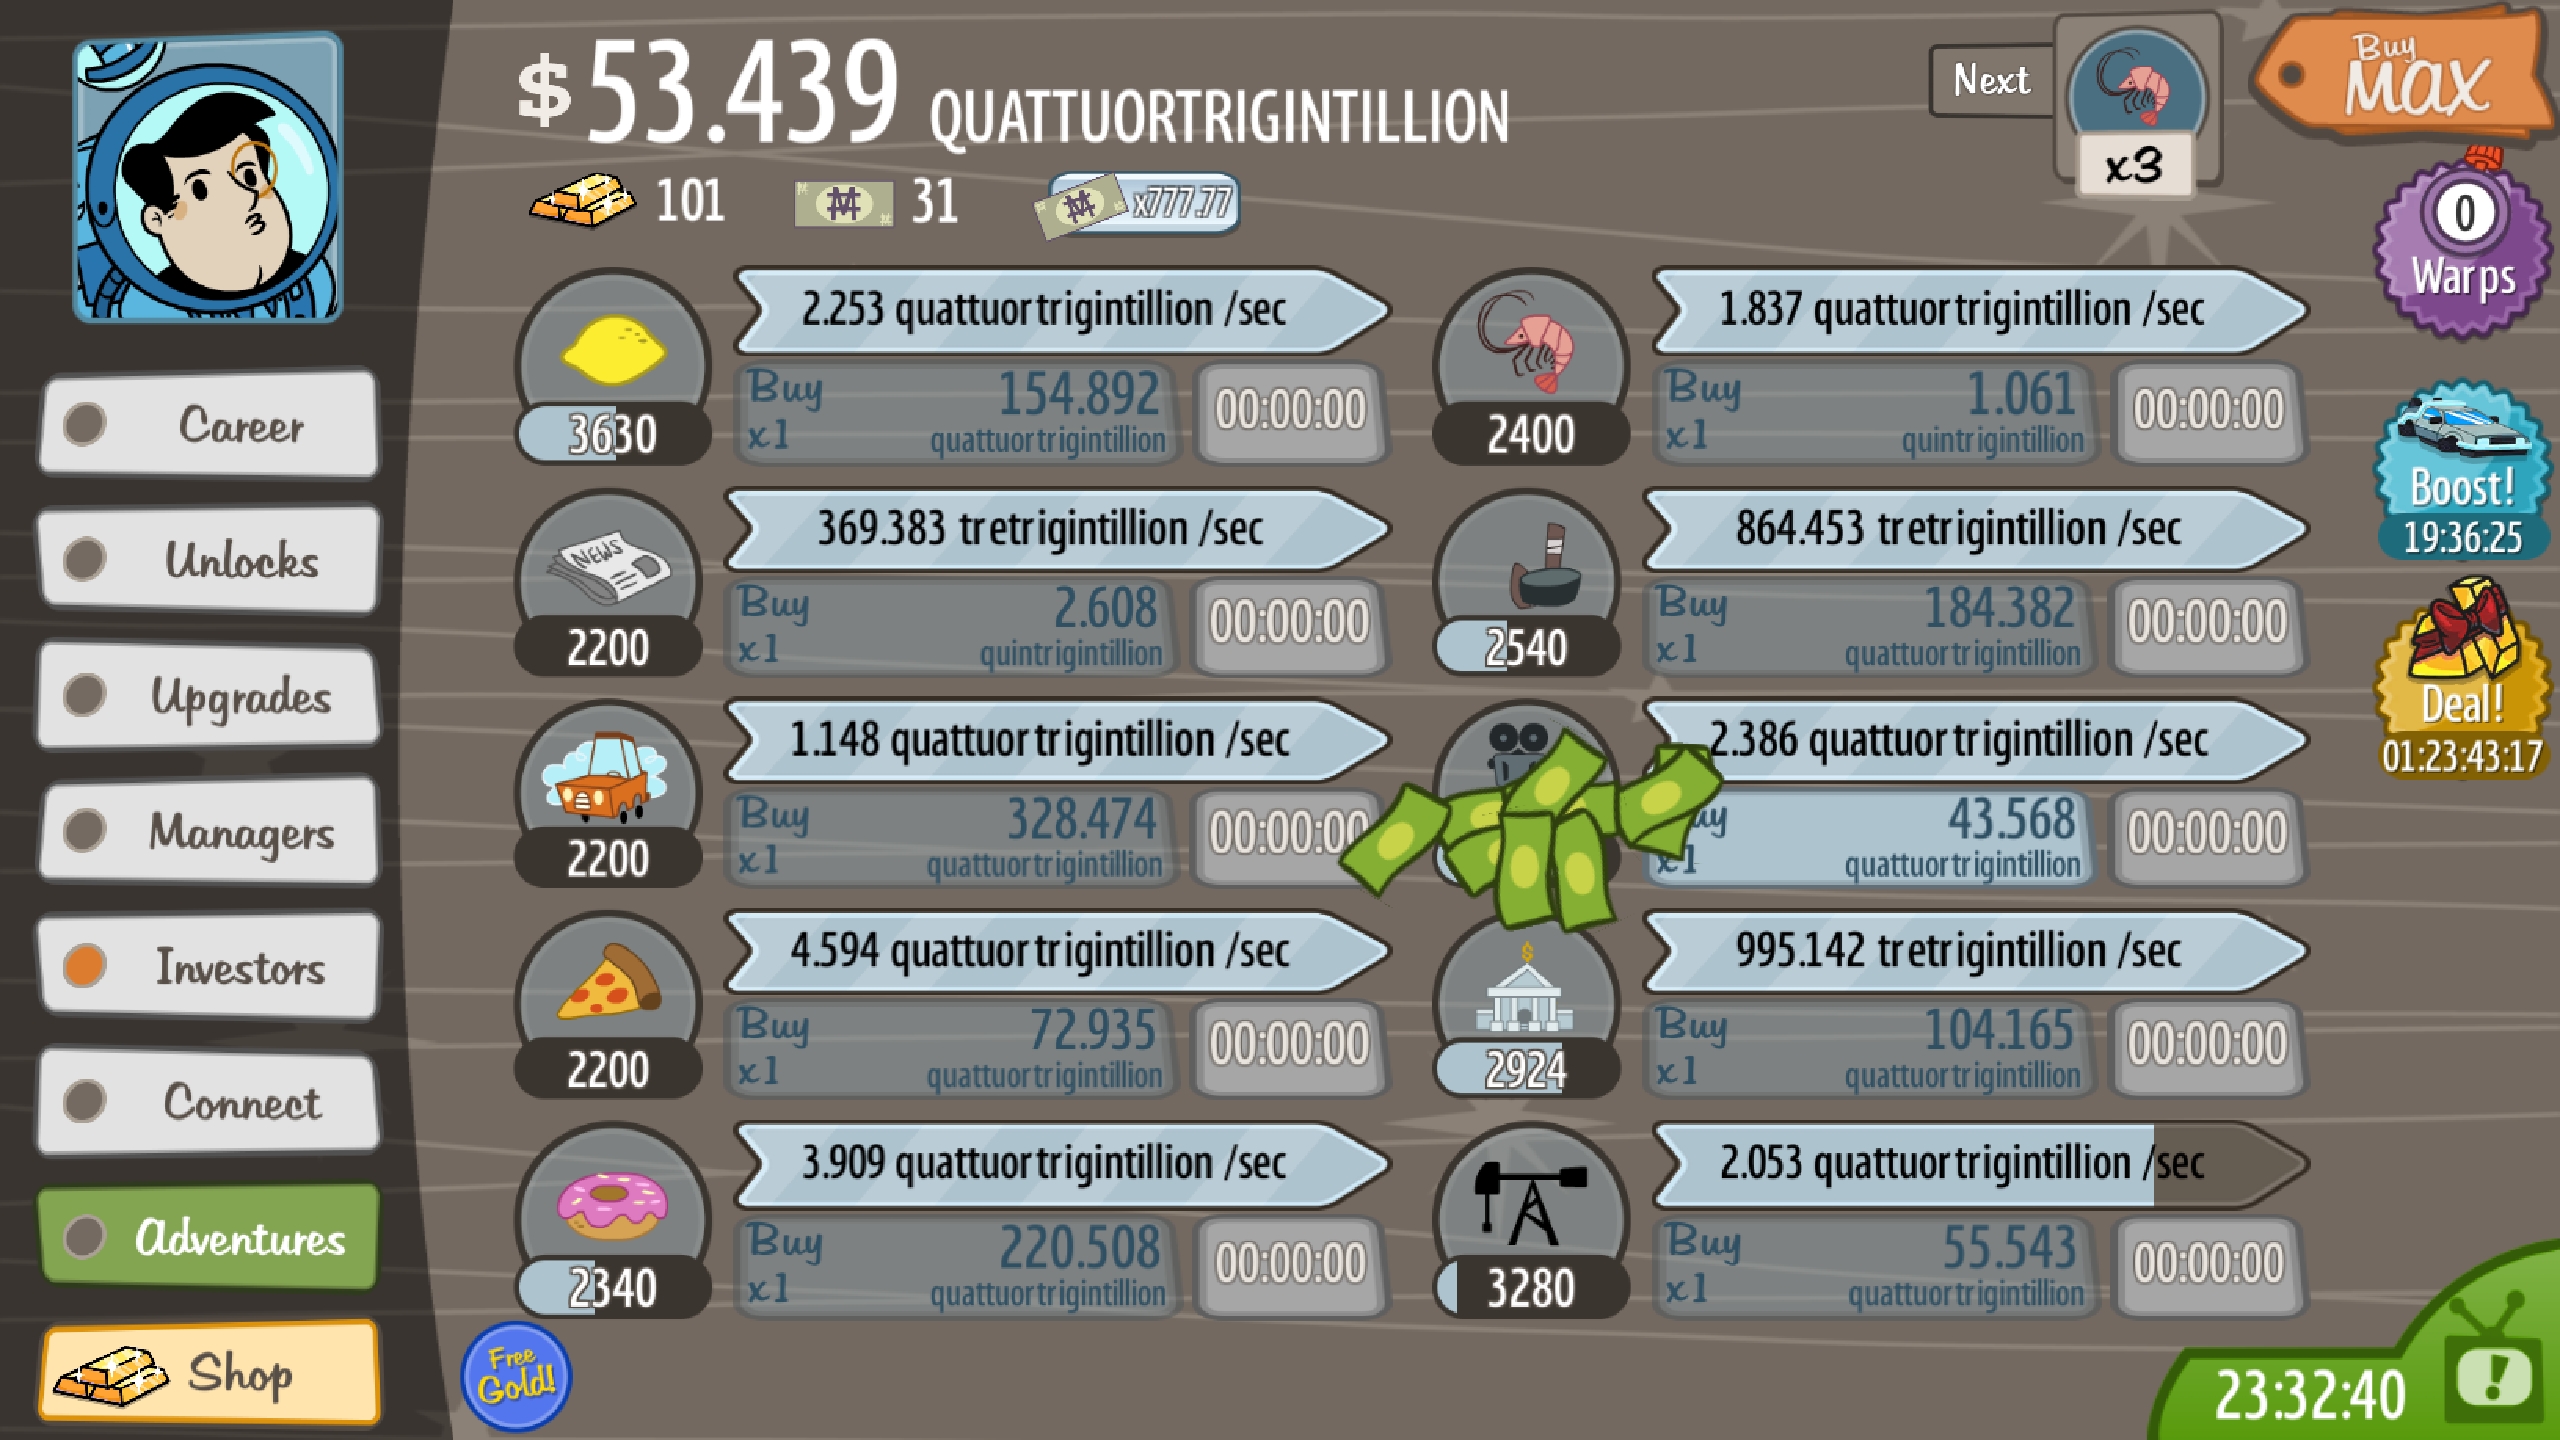 $53.439 QUATTUORTRIGINTILLION
Next
x3
Buy
MAX
101
31
x777.77
0
Warps
Boost!
19:36:25
Deal!
01:23:43:17
Career
Unlocks
Upgrades
Managers
Investors
Connect
Adventures
Shop
2.253 quattuortrigintillion /sec
3630
Buy 154.892
x1 quattuortrigintillion
00:00:00
NEWS
369.383 tretrigintillion /sec
2200
Buy 2.608
x1 quintrigintillion
00:00:00
1.148 quattuortrigintillion /sec
2200
Buy 328.474
x1 quattuortrigintillion
00:00:00
4.594 quattuortrigintillion /sec
2200
Buy 72.935
x1 quattuortrigintillion
00:00:00
3.909 quattuortrigintillion /sec
2340
Buy 220.508
x1 quattuortrigintillion
00:00:00
1.837 quattuortrigintillion /sec
2400
Buy 1.061
x1 quintrigintillion
00:00:00
864.453 tretrigintillion /sec
2540
Buy 184.382
x1 quattuortrigintillion
00:00:00
2.386 quattuortrigintillion /sec
43.568
x1 quattuortrigintillion
00:00:00
995.142 tretrigintillion /sec
2924
Buy 104.165
x1 quattuortrigintillion
00:00:00
2.053 quattuortrigintillion /sec
3280
Buy 55.543
x1 quattuortrigintillion
00:00:00
Free
Gold!
23:32:40